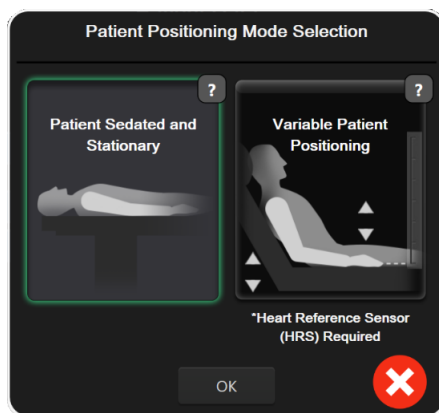 Patient Positioning Mode Selection
?
?
Patient Sedated and
Stationary
Variable Patient
Positioning
*Heart Reference Sensor
(HRS) Required
OK